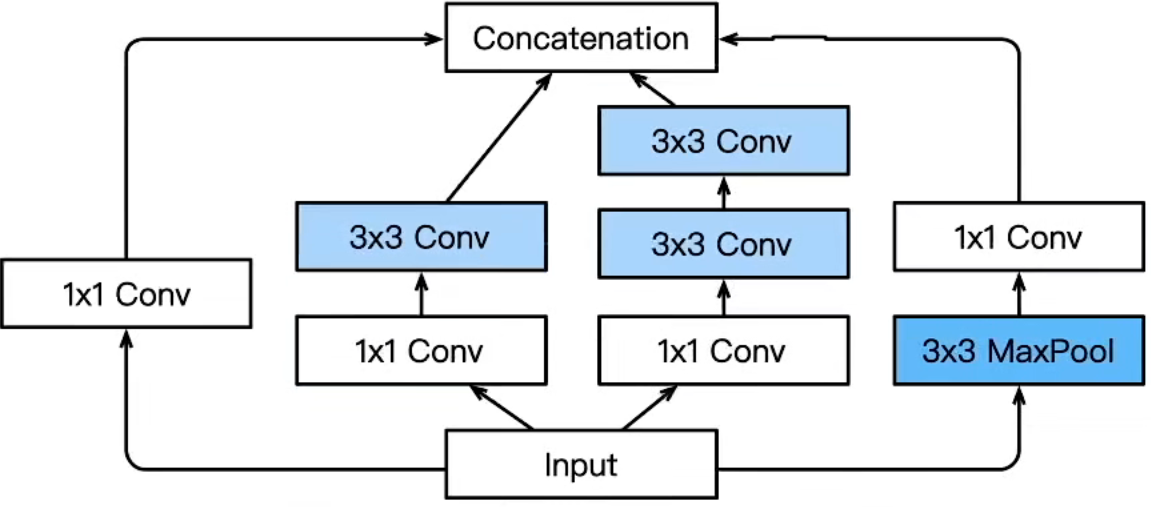 Concatenation
3x3 Conv
3x3 Conv
3x3 Conv
1x1 Conv
1x1 Conv
1x1 Conv
1x1 Conv
3x3 MaxPool
Input